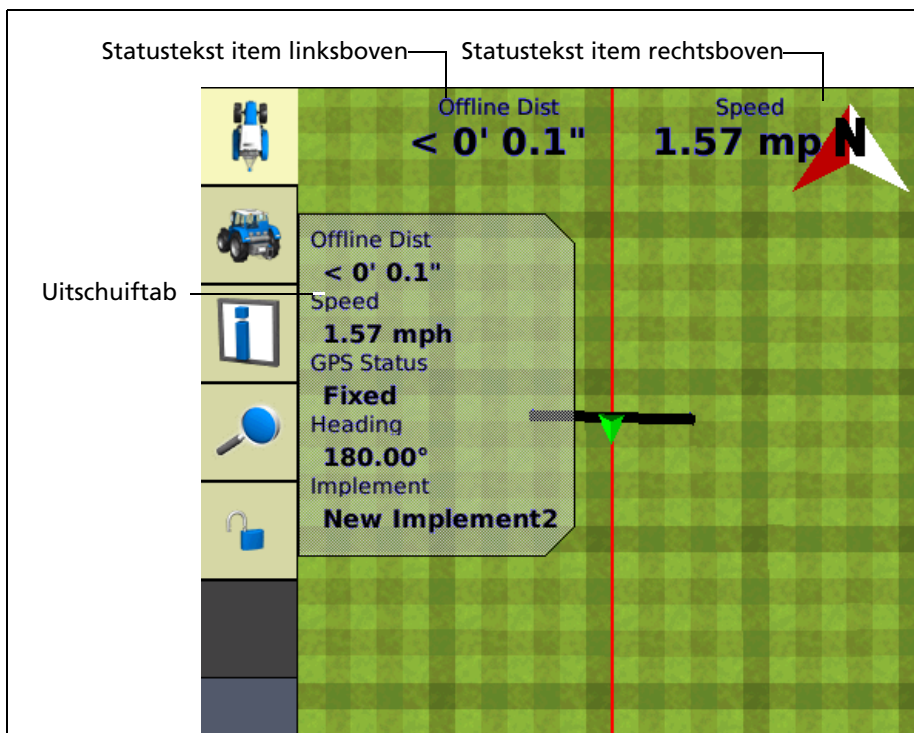 Statustekst item linksboven
Statustekst item rechtsboven
Offline Dist
< 0' 0.1"
Speed
1.57 mp
N
Offline Dist
< 0' 0.1"
Uitschuiftab
Speed
1.57 mph
GPS Status
Fixed
Heading
180.00°
Implement
New Implement2